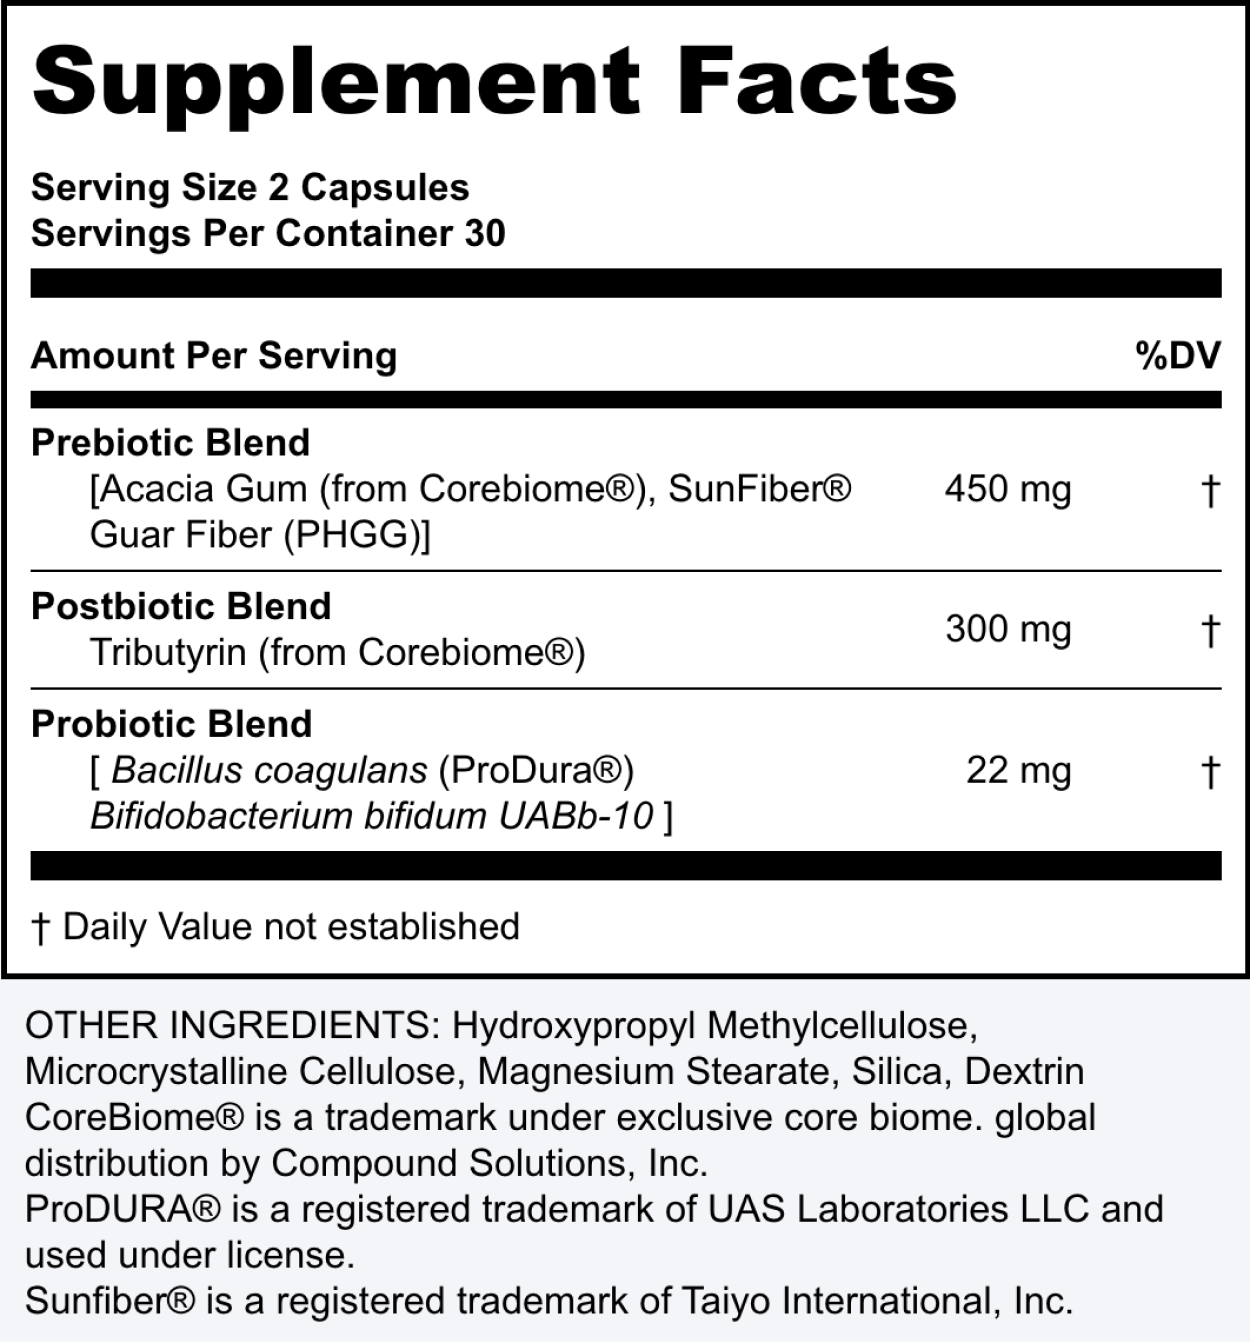 Supplement Facts
Serving Size 2 Capsules
Servings Per Container 30
Amount Per Serving %DV
Prebiotic Blend
[Acacia Gum (from Corebiome®), SunFiber® 450 mg †
Guar Fiber (PHGG)]
Postbiotic Blend
300 mg †
Tributyrin (from Corebiome®)
Probiotic Blend
[ Bacillus coagulans (ProDura®) 22 mg †
Bifidobacterium bifidum UABb-10 ]
† Daily Value not established
OTHER INGREDIENTS: Hydroxypropyl Methylcellulose,
Microcrystalline Cellulose, Magnesium Stearate, Silica, Dextrin
CoreBiome® is a trademark under exclusive core biome. global
distribution by Compound Solutions, Inc.
ProDURA® is a registered trademark of UAS Laboratories LLC and
used under license.
Sunfiber® is a registered trademark of Taiyo International, Inc.